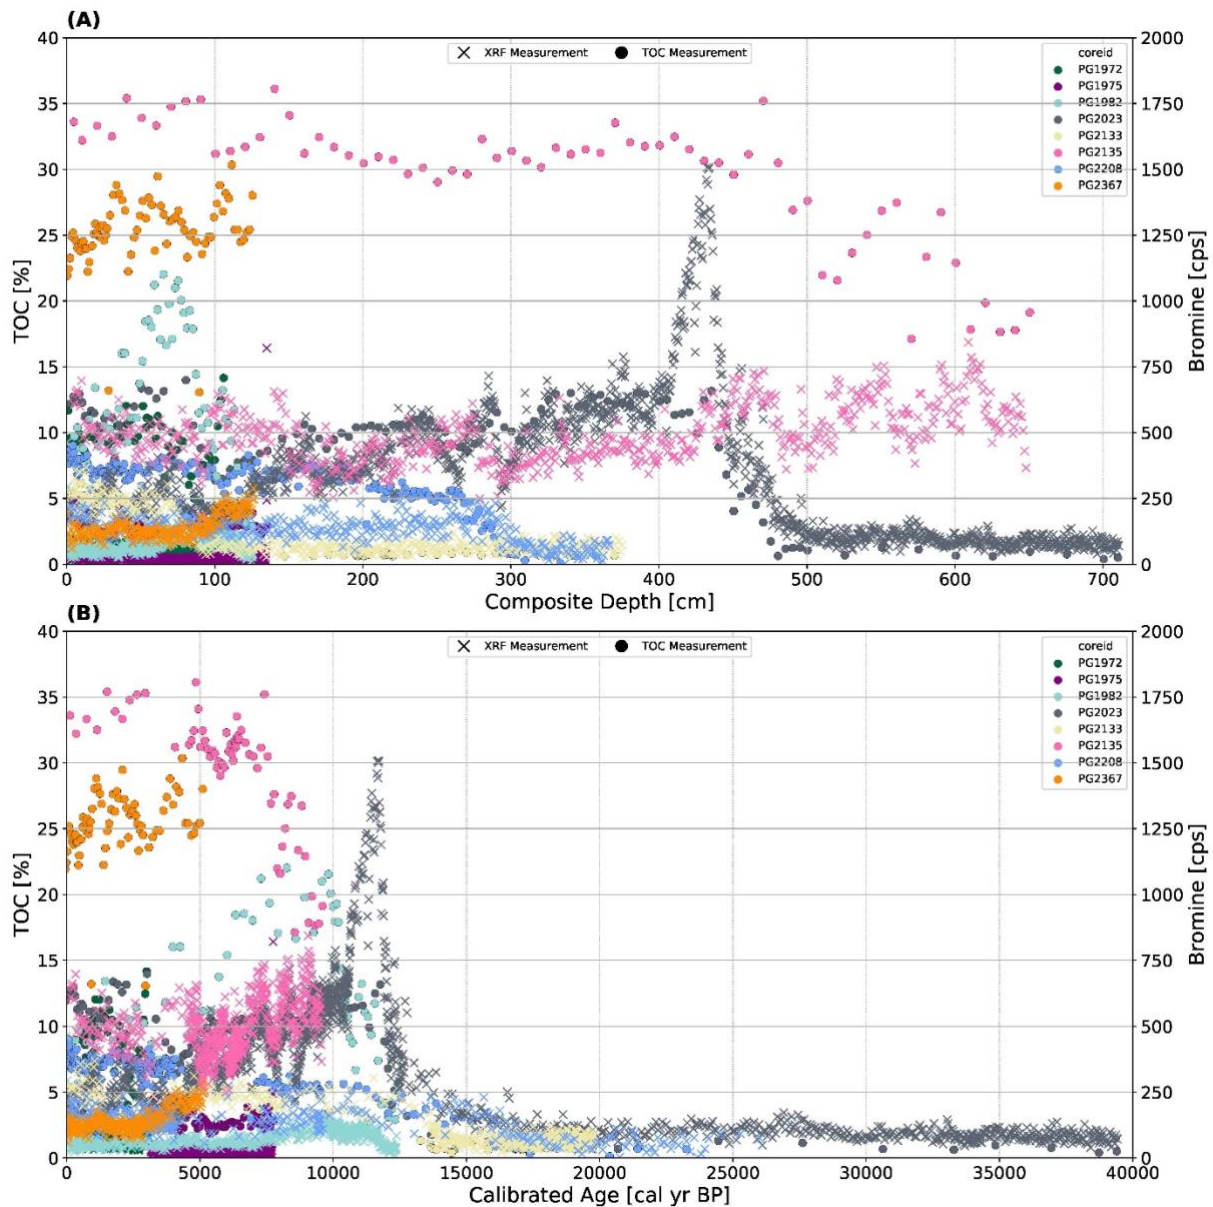 (A)
40
35
30
25
20
15
10
5
0
TOC [%]
XRF Measurement
TOC Measurement
coreid
PG1972
PG1975
PG1982
PG2023
PG2133
PG2135
PG2208
PG2367
2000
1750
1500
1250
1000
750
500
250
0
Bromine [cps]
0 100 200 300 400 500 600 700
Composite Depth [cm]
(B)
40
35
30
25
20
15
10
5
0
TOC [%]
XRF Measurement
TOC Measurement
coreid
PG1972
PG1975
PG1982
PG2023
PG2133
PG2135
PG2208
PG2367
2000
1750
1500
1250
1000
750
500
250
0
Bromine [cps]
0 5000 10000 15000 20000 25000 30000 35000 40000
Calibrated Age [cal yr BP]